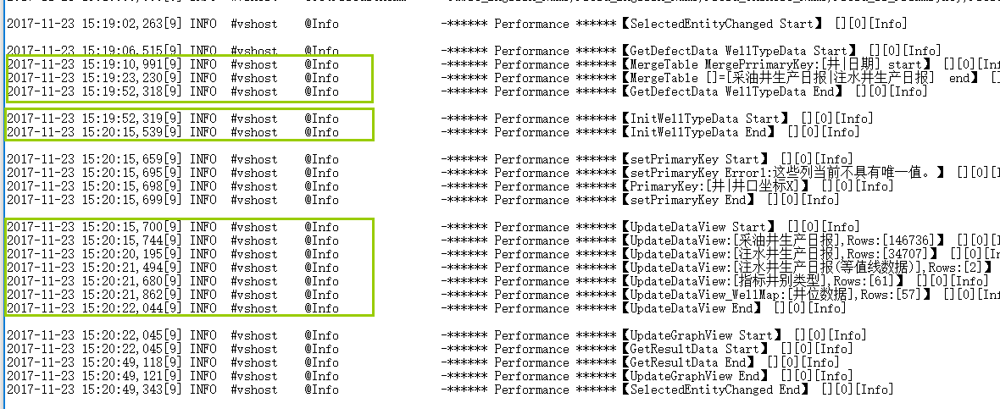 2017-11-23 15:19:02,263[9] INFO  #vshost    @Info               -****** Performance ******【SelectedEntityChanged Start】 [][0][Info]
2017-11-23 15:19:06,515[9] INFO  #vshost    @Info               -****** Performance ******【GetDefectData WellTypeData Start】 [][0][Info]
2017-11-23 15:19:10,991[9] INFO  #vshost    @Info               -****** Performance ******【MergeTable MergePrrimaryKey:[井|日期] start】 [][0][Inf
2017-11-23 15:19:23,230[9] INFO  #vshost    @Info               -****** Performance ******【MergeTable []=[采油井生产日报|注水井生产日报]  end】 [
2017-11-23 15:19:52,318[9] INFO  #vshost    @Info               -****** Performance ******【GetDefectData WellTypeData End】 [][0][Info]
2017-11-23 15:19:52,319[9] INFO  #vshost    @Info               -****** Performance ******【InitWellTypeData Start】 [][0][Info]
2017-11-23 15:20:15,539[9] INFO  #vshost    @Info               -****** Performance ******【InitWellTypeData End】 [][0][Info]
2017-11-23 15:20:15,659[9] INFO  #vshost    @Info               -****** Performance ******【setPrimaryKey Start】 [][0][Info]
2017-11-23 15:20:15,695[9] INFO  #vshost    @Info               -****** Performance ******【setPrimaryKey Error1:这些列当前不具有唯一值。】 [][0][I
2017-11-23 15:20:15,698[9] INFO  #vshost    @Info               -****** Performance ******【PrimaryKey:[井|井口坐标X]】 [][0][Info]
2017-11-23 15:20:15,699[9] INFO  #vshost    @Info               -****** Performance ******【setPrimaryKey End】 [][0][Info]
2017-11-23 15:20:15,700[9] INFO  #vshost    @Info               -****** Performance ******【UpdateDataView Start】 [][0][Info]
2017-11-23 15:20:15,744[9] INFO  #vshost    @Info               -****** Performance ******【UpdateDataView:[采油井生产日报],Rows:[146736]】 [][0][I
2017-11-23 15:20:20,195[9] INFO  #vshost    @Info               -****** Performance ******【UpdateDataView:[注水井生产日报],Rows:[34707]】 [][0][In
2017-11-23 15:20:21,494[9] INFO  #vshost    @Info               -****** Performance ******【UpdateDataView:[注水井生产日报(等值线数据)],Rows:[2]】 [
2017-11-23 15:20:21,680[9] INFO  #vshost    @Info               -****** Performance ******【UpdateDataView:[指标井别类型],Rows:[61]】 [][0][Info]
2017-11-23 15:20:21,862[9] INFO  #vshost    @Info               -****** Performance ******【UpdateDataView_WellMap:[井位数据],Rows:[57]】 [][0][Inf
2017-11-23 15:20:22,044[9] INFO  #vshost    @Info               -****** Performance ******【UpdateDataView End】 [][0][Info]
2017-11-23 15:20:22,045[9] INFO  #vshost    @Info               -****** Performance ******【UpdateGraphView Start】 [][0][Info]
2017-11-23 15:20:22,045[9] INFO  #vshost    @Info               -****** Performance ******【GetResultData Start】 [][0][Info]
2017-11-23 15:20:49,118[9] INFO  #vshost    @Info               -****** Performance ******【GetResultData End】 [][0][Info]
2017-11-23 15:20:49,121[9] INFO  #vshost    @Info               -****** Performance ******【UpdateGraphView End】 [][0][Info]
2017-11-23 15:20:49,343[9] INFO  #vshost    @Info               -****** Performance ******【SelectedEntityChanged End】 [][0][Info]